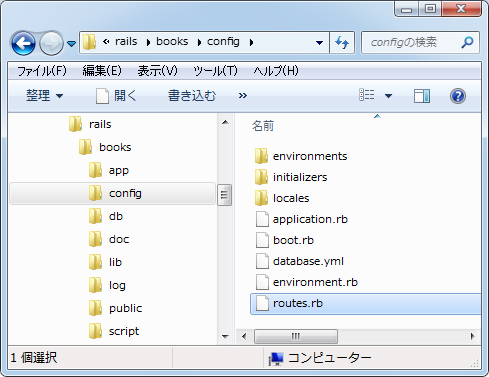 « rails ▸ books ▸ config ▸
configの検索
ファイル(F) 編集(E) 表示(V) ツール(T) ヘルプ(H)
整理 開く 書き込む »
rails
books
app
config
db
doc
lib
log
public
script
名前
environments
initializers
locales
application.rb
boot.rb
database.yml
environment.rb
routes.rb
1 個選択
コンピューター